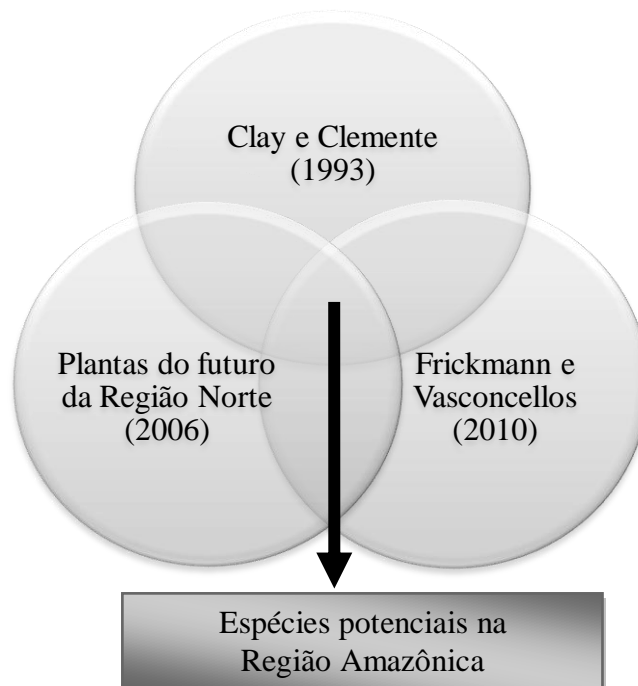 Clay e Clemente
(1993)
Plantas do futuro
da Região Norte
(2006)
Frickmann e
Vasconcellos
(2010)
Espécies potenciais na
Região Amazônica